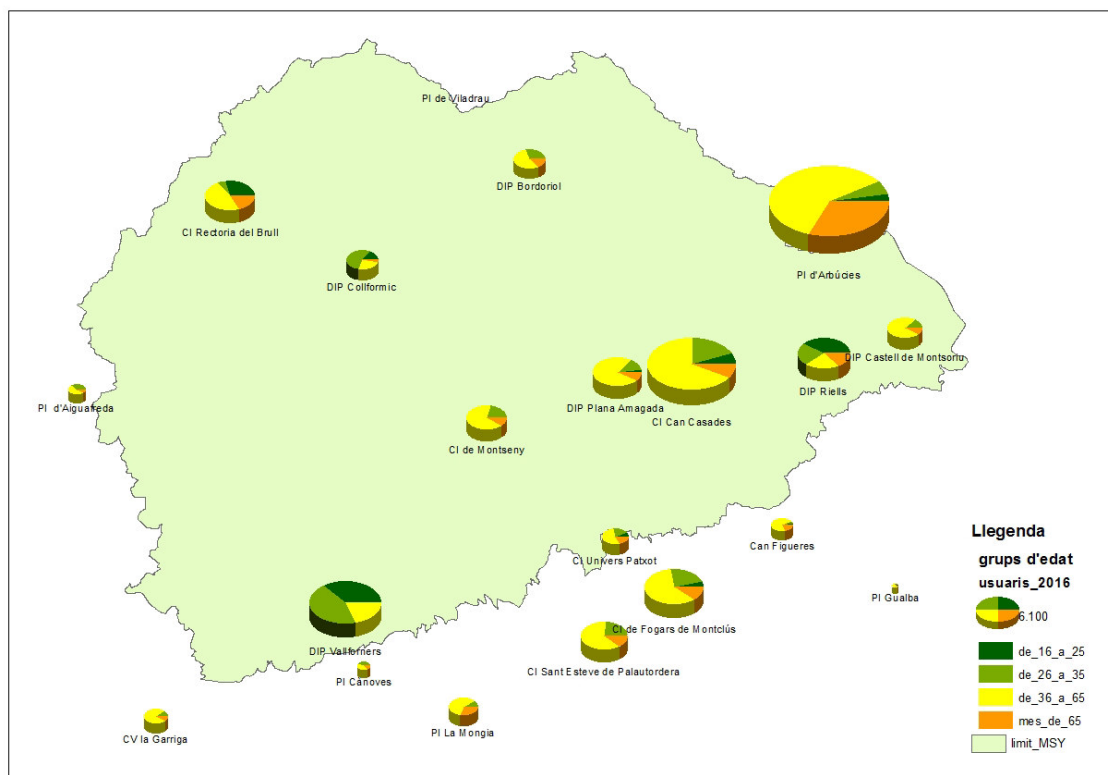 PI de Viladrau
DIP Bordoriol
CI Rectoria del Brull
DIP Collformic
PI d'Arbúcies
DIP Castell de Montsoriu
DIP Riells
DIP Plana Amagada
CI Can Casades
PI d'Aiguafreda
CI de Montseny
CI Univers Patxot
Can Figueres
PI Gualba
CI de Fogars de Montclús
DIP Vallforners
CI Sant Esteve de Palautordera
PI Cànoves
CV la Garriga
PI La Mongia
Llegenda
grups d'edat
usuaris_2016
6.100
de_16_a_25
de_26_a_35
de_36_a_65
mes_de_65
limit_MSY